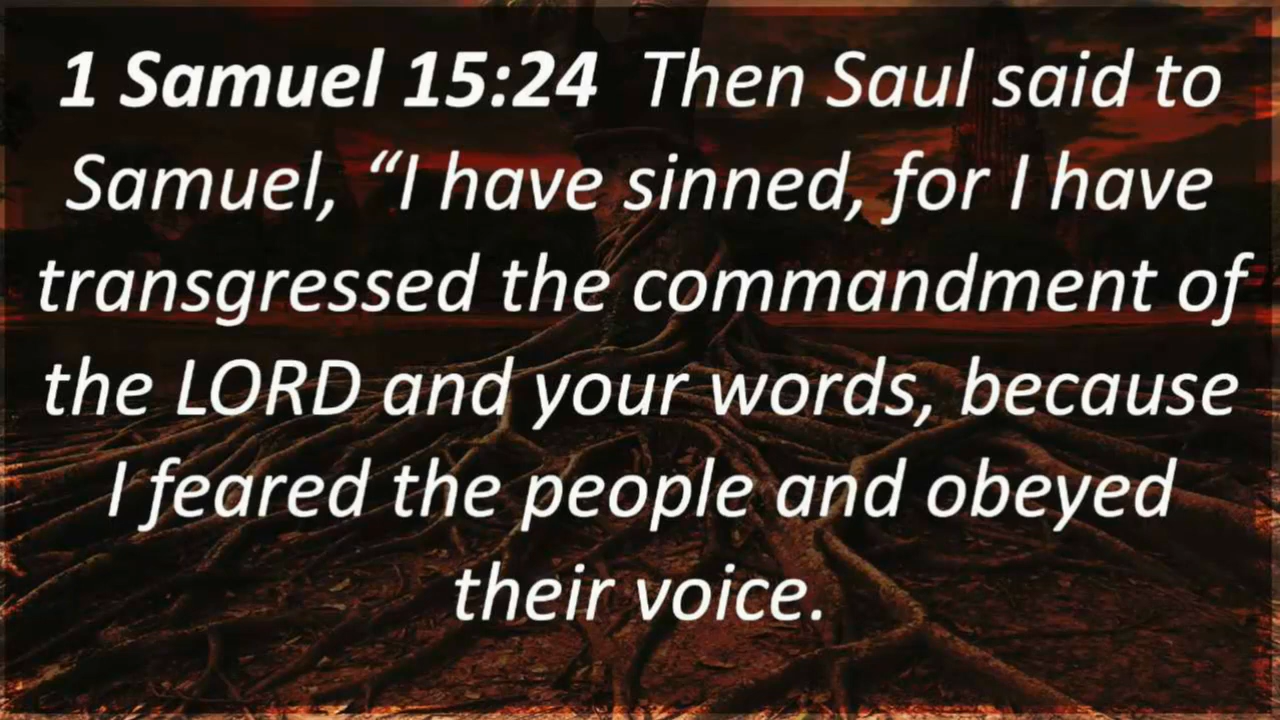 1 Samuel 15:24 Then Saul said to
Samuel, “I have sinned, for I have
transgressed the commandment of
the LORD and your words, because
I feared the people and obeyed
their voice.